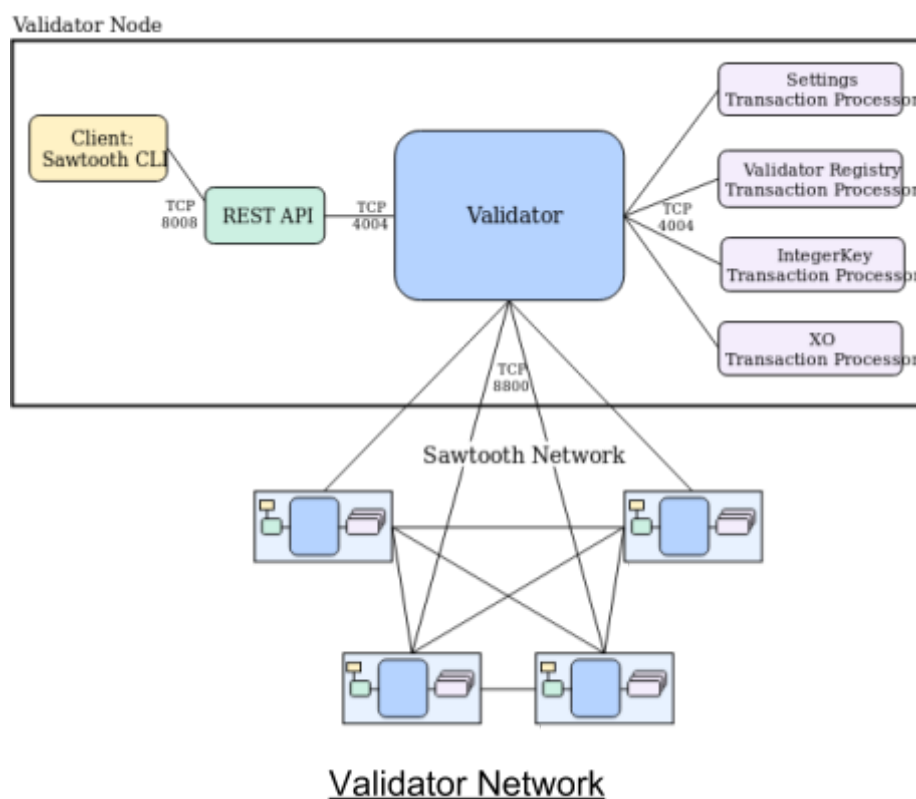 Validator Node
Client:
Sawtooth CLI
TCP
8008
REST API
TCP
4004
Validator
TCP
4004
Settings
Transaction Processor
Validator Registry
Transaction Processor
IntegerKey
Transaction Processor
XO
Transaction Processor
TCP
8800
Sawtooth Network
Validator Network